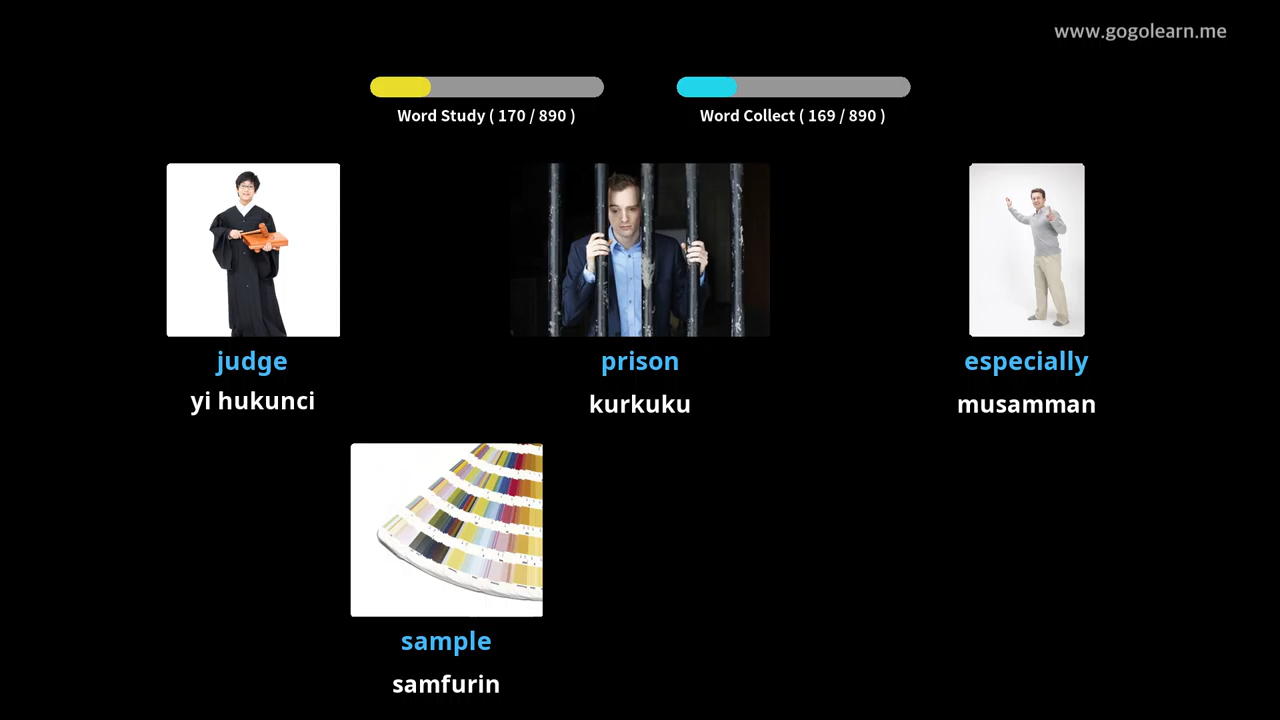 www.gogolearn.me
Word Study ( 170 / 890 )
Word Collect ( 169 / 890 )
judge
yi hukunci
prison
kurkuku
especially
musamman
sample
samfurin